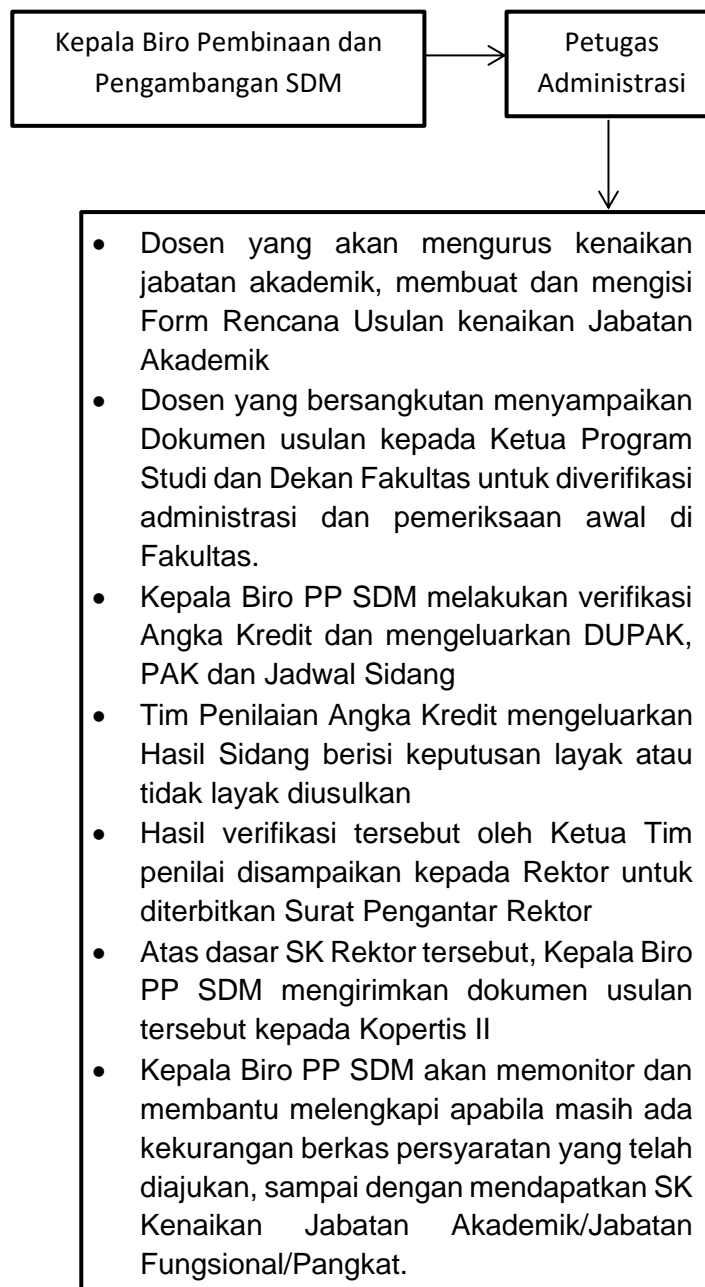 Kepala Biro Pembinaan dan
Pengambangan SDM
Petugas
Administrasi
• Dosen yang akan mengurus kenaikan
jabatan akademik, membuat dan mengisi
Form Rencana Usulan kenaikan Jabatan
Akademik
• Dosen yang bersangkutan menyampaikan
Dokumen usulan kepada Ketua Program
Studi dan Dekan Fakultas untuk diverifikasi
administrasi dan pemeriksaan awal di
Fakultas.
• Kepala Biro PP SDM melakukan verifikasi
Angka Kredit dan mengeluarkan DUPAK,
PAK dan Jadwal Sidang
• Tim Penilaian Angka Kredit mengeluarkan
Hasil Sidang berisi keputusan layak atau
tidak layak diusulkan
• Hasil verifikasi tersebut oleh Ketua Tim
penilai disampaikan kepada Rektor untuk
diterbitkan Surat Pengantar Rektor
• Atas dasar SK Rektor tersebut, Kepala Biro
PP SDM mengirimkan dokumen usulan
tersebut kepada Kopertis II
• Kepala Biro PP SDM akan memonitor dan
membantu melengkapi apabila masih ada
kekurangan berkas persyaratan yang telah
diajukan, sampai dengan mendapatkan SK
Kenaikan Jabatan Akademik/Jabatan
Fungsional/Pangkat.